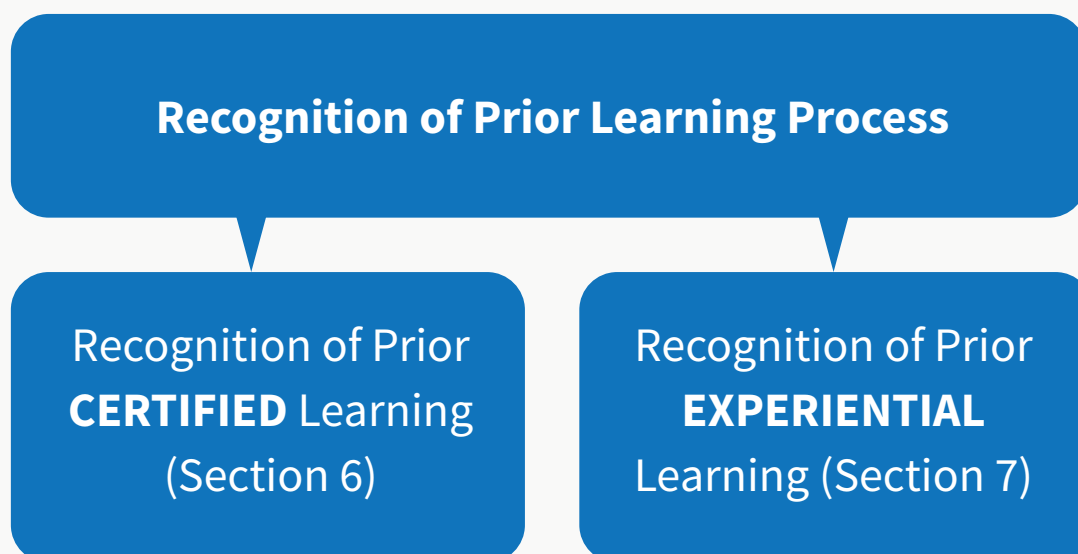 Recognition of Prior Learning Process
Recognition of Prior
CERTIFIED Learning
(Section 6)
Recognition of Prior
EXPERIENTIAL
Learning (Section 7)